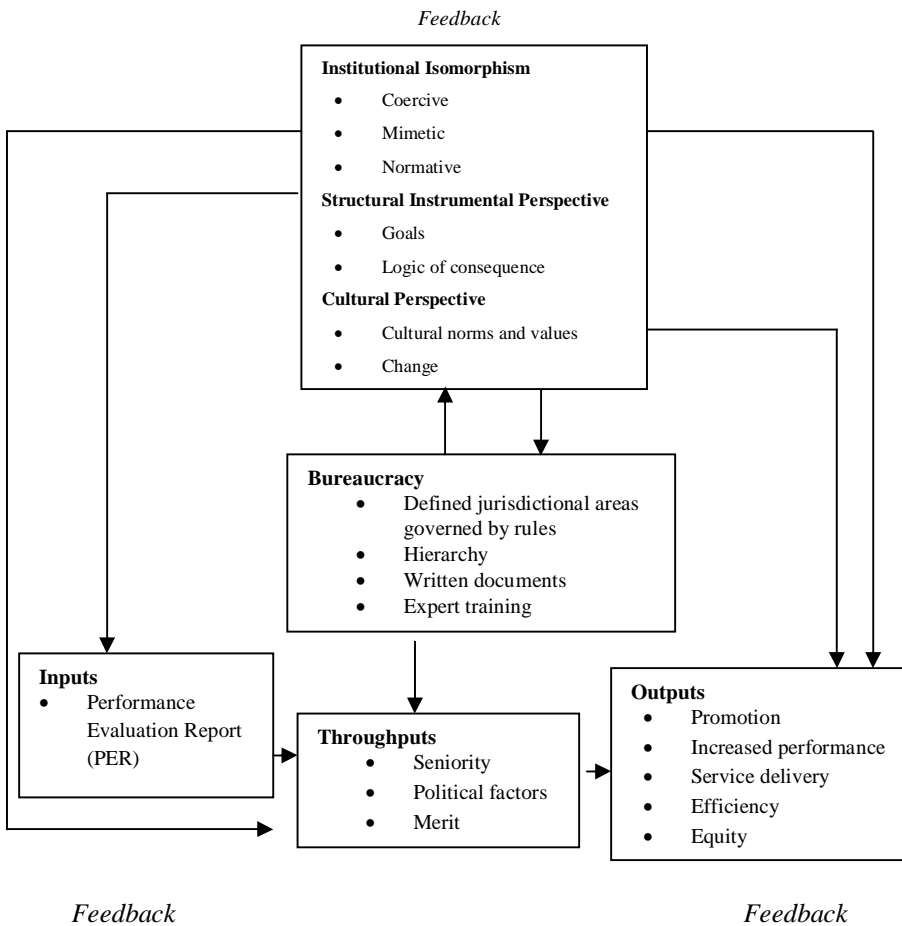 Feedback
Institutional Isomorphism
• Coercive
• Mimetic
• Normative
Structural Instrumental Perspective
• Goals
• Logic of consequence
Cultural Perspective
• Cultural norms and values
• Change
Bureaucracy
• Defined jurisdictional areas
governed by rules
• Hierarchy
• Written documents
• Expert training
Inputs
• Performance
Evaluation Report
(PER)
Throughputs
• Seniority
• Political factors
• Merit
Outputs
• Promotion
• Increased performance
• Service delivery
• Efficiency
• Equity
Feedback
Feedback